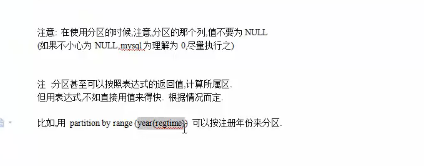 注意: 在使用分区的时候,注意,分区的那个列,值不要为 NULL
(如果不小心为 NULL,mysql 为理解为 0,尽量执行之)
注 .分区甚至可以按照表达式的返回值,计算所属区.
但用表达式,不如直接用值来得快. 根据情况而定.
比如,用 partition by range (year(regtime)) 可以按注册年份来分区.